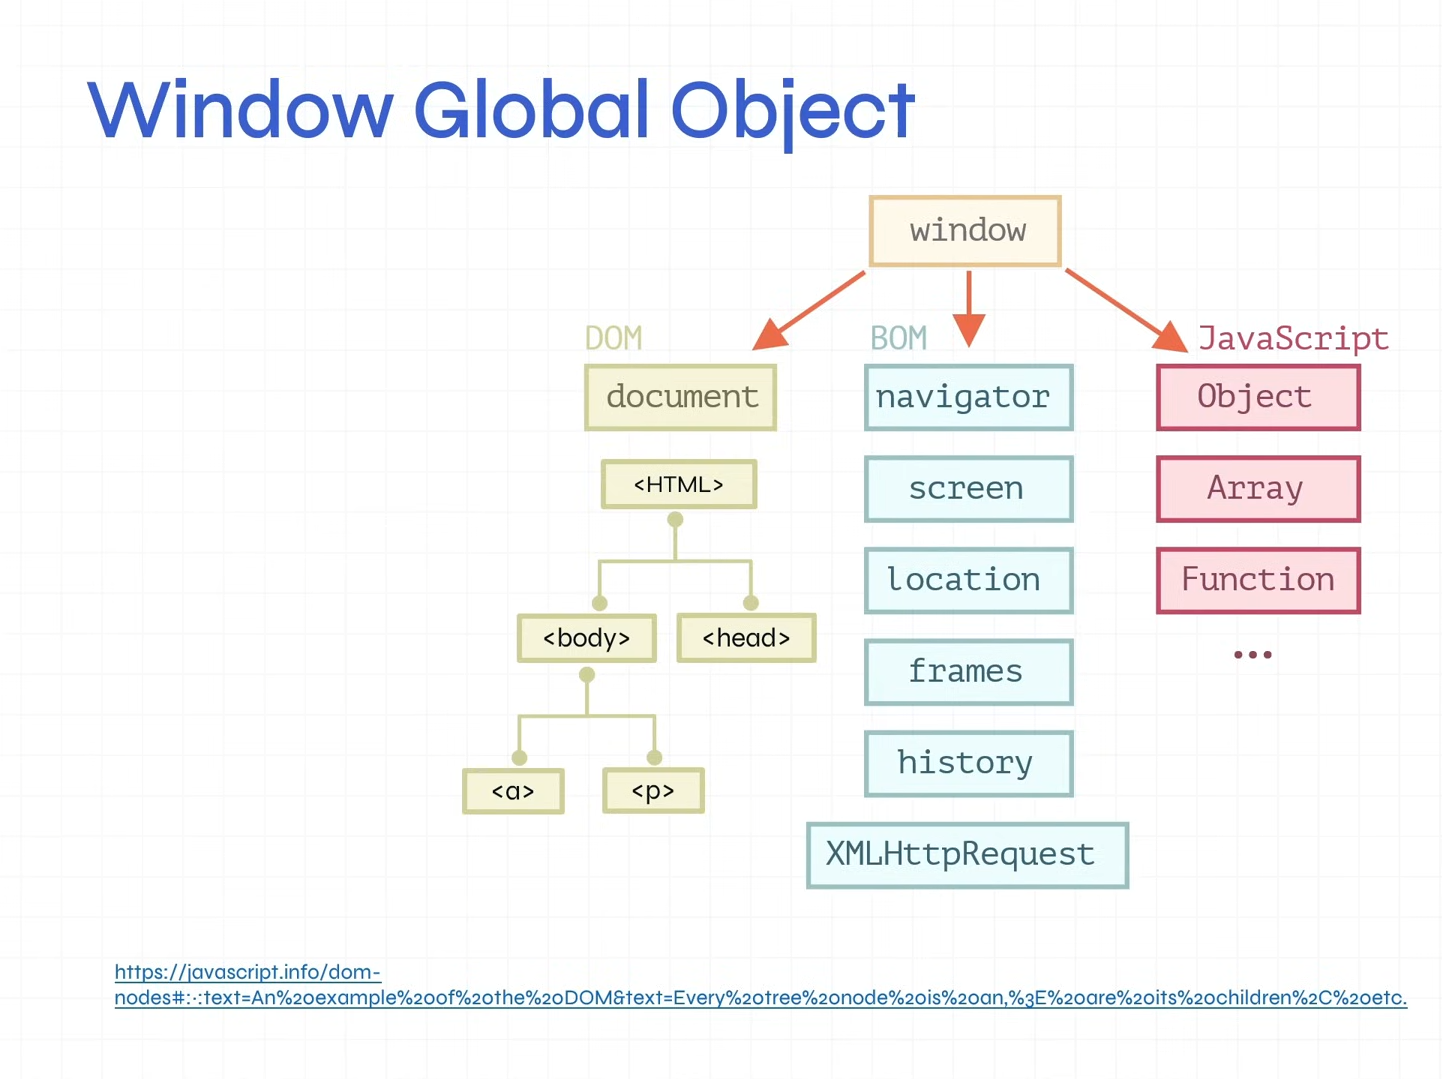 Window Global Object
window
DOM
BOM
JavaScript
document
navigator
Object
<HTML>
screen
Array
location
Function
<body>
<head>
frames
...
history
<a>
<p>
XMLHttpRequest
https://javascript.info/dom-
nodes#:-:text=An%20example%20of%20the%20DOM&text=Every%20tree%20node%20is%20an,%3E%20are%20its%20children%2C%20etc.